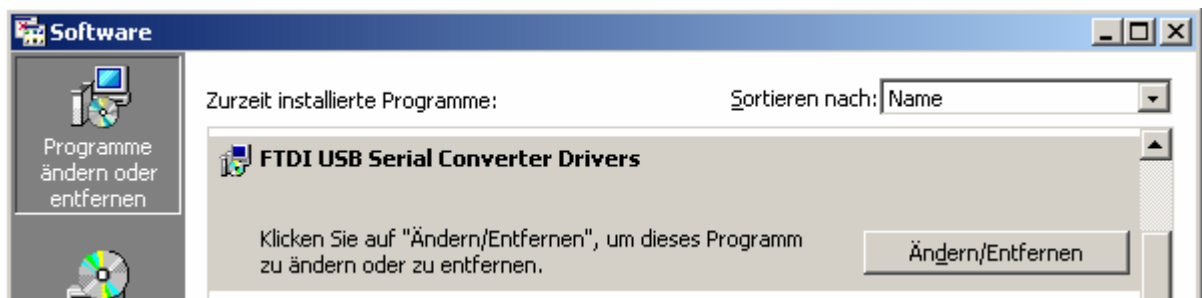 Software
Programme
ändern oder
entfernen
Zurzeit installierte Programme:
Sortieren nach: Name
FTDI USB Serial Converter Drivers
Klicken Sie auf "Ändern/Entfernen", um dieses Programm
zu ändern oder zu entfernen.
Ändern/Entfernen